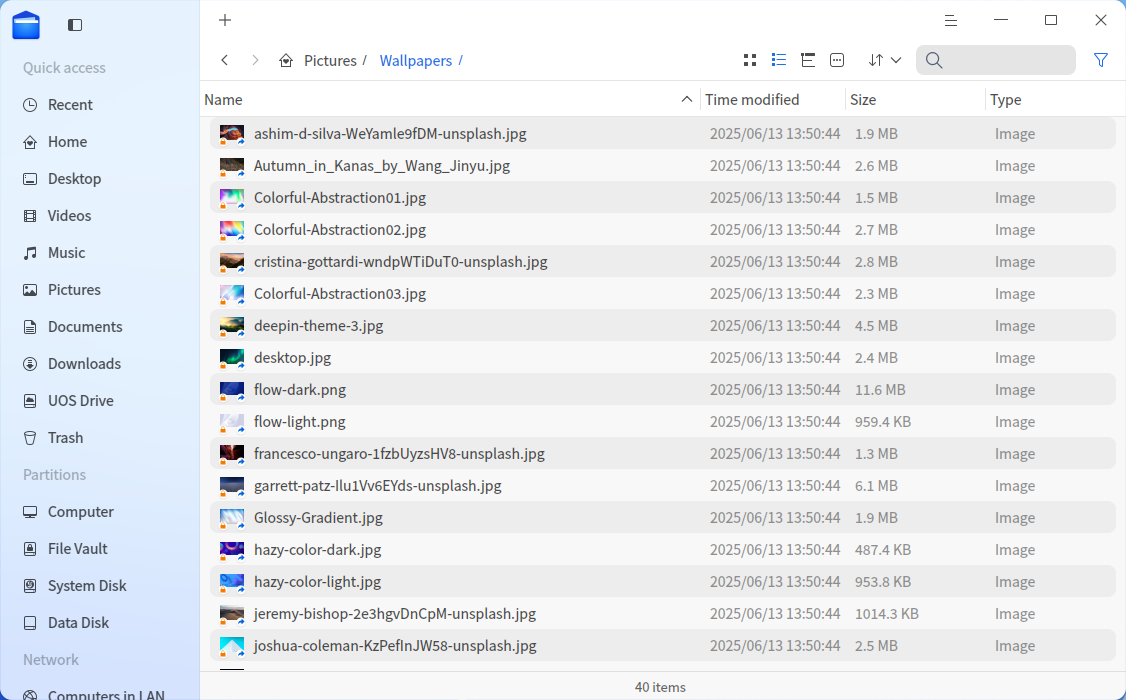 Quick access
Recent
Home
Desktop
Videos
Music
Pictures
Documents
Downloads
UOS Drive
Trash
Partitions
Computer
File Vault
System Disk
Data Disk
Network
Computers in LAN
Pictures / Wallpapers /
Name Time modified Size Type
ashim-d-silva-WeYamle9fDM-unsplash.jpg 2025/06/13 13:50:44 1.9 MB Image
Autumn_in_Kanas_by_Wang_Jinyu.jpg 2025/06/13 13:50:44 2.6 MB Image
Colorful-Abstraction01.jpg 2025/06/13 13:50:44 1.5 MB Image
Colorful-Abstraction02.jpg 2025/06/13 13:50:44 2.7 MB Image
cristina-gottardi-wndpWTiDuT0-unsplash.jpg 2025/06/13 13:50:44 2.8 MB Image
Colorful-Abstraction03.jpg 2025/06/13 13:50:44 2.3 MB Image
deepin-theme-3.jpg 2025/06/13 13:50:44 4.5 MB Image
desktop.jpg 2025/06/13 13:50:44 2.4 MB Image
flow-dark.png 2025/06/13 13:50:44 11.6 MB Image
flow-light.png 2025/06/13 13:50:44 959.4 KB Image
francesco-ungaro-1fzbUyzsHV8-unsplash.jpg 2025/06/13 13:50:44 1.3 MB Image
garrett-patz-Ilu1Vv6EYds-unsplash.jpg 2025/06/13 13:50:44 6.1 MB Image
Glossy-Gradient.jpg 2025/06/13 13:50:44 1.9 MB Image
hazy-color-dark.jpg 2025/06/13 13:50:44 487.4 KB Image
hazy-color-light.jpg 2025/06/13 13:50:44 953.8 KB Image
jeremy-bishop-2e3hgvDnCpM-unsplash.jpg 2025/06/13 13:50:44 1014.3 KB Image
joshua-coleman-KzPefInJW58-unsplash.jpg 2025/06/13 13:50:44 2.5 MB Image
40 items